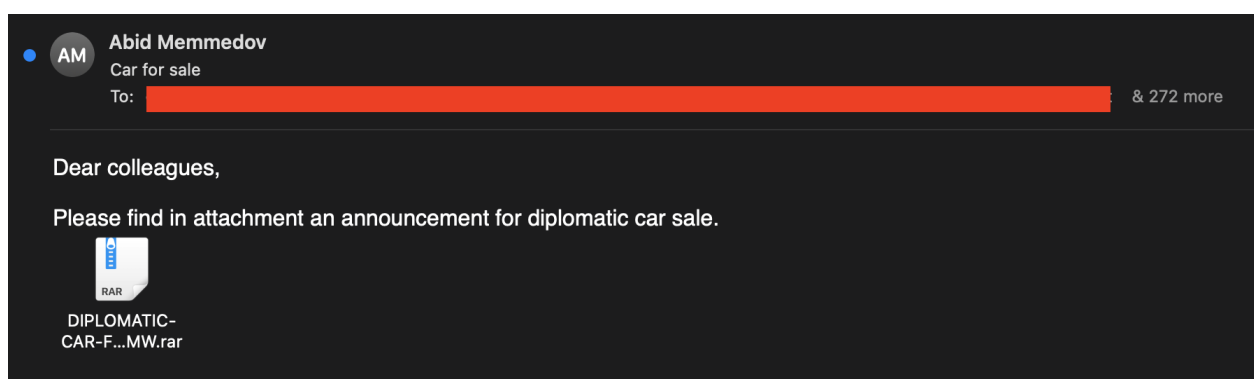 AM
Abid Memmedov
Car for sale
To:
& 272 more
Dear colleagues,
Please find in attachment an announcement for diplomatic car sale.
RAR
DIPLOMATIC-
CAR-F...MW.rar